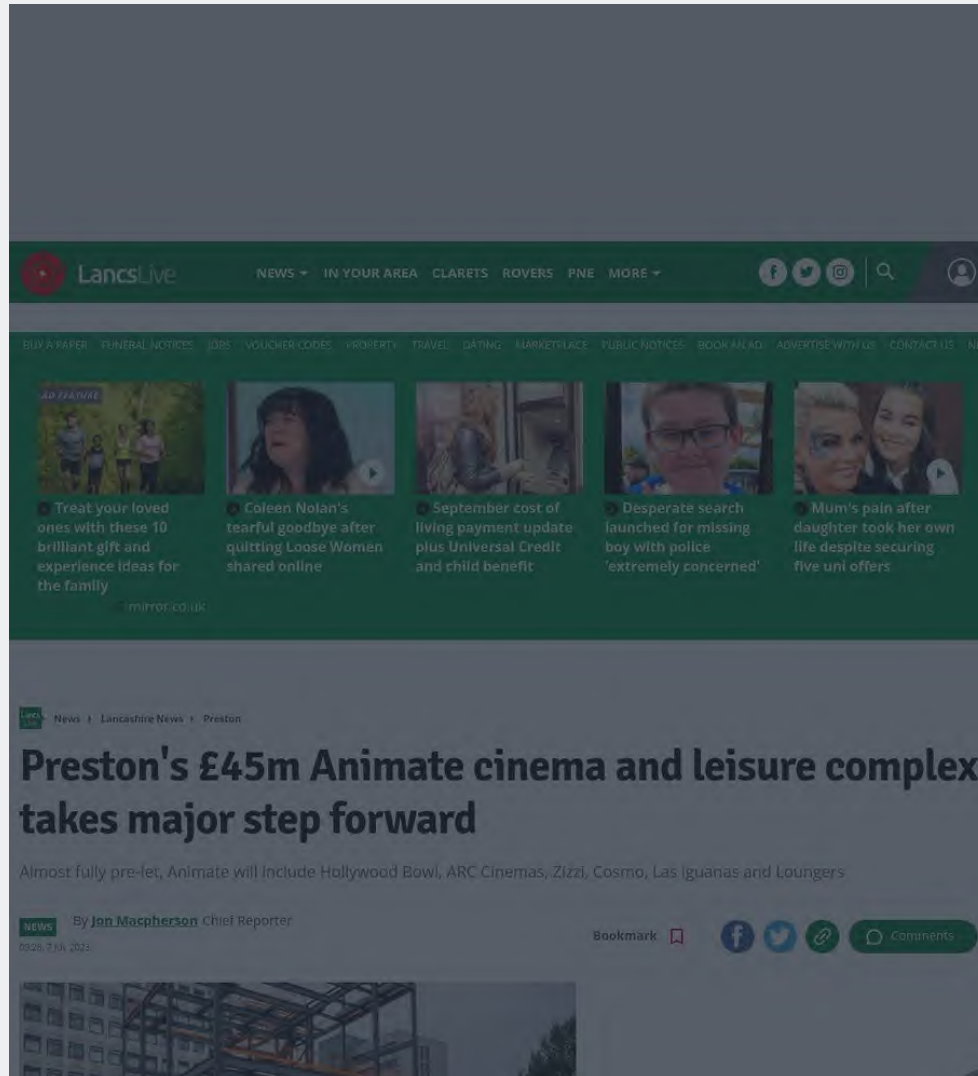 LancsLive
NEWS IN YOUR AREA CLARETS ROVERS PNE MORE
BUY A PAPER FUNERAL NOTICES JOBS VOUCHER CODES PROPERTY TRAVEL DATING MARKETPLACE PUBLIC NOTICES BOOK AN AD ADVERTISE WITH US CONTACT US
AD FEATURE
Treat your loved
ones with these 10
brilliant gift and
experience ideas for
the family
mirror.co.uk
Coleen Nolan's
tearful goodbye after
quitting Loose Women
shared online
September cost of
living payment update
plus Universal Credit
and child benefit
Desperate search
launched for missing
boy with police
'extremely concerned'
Mum's pain after
daughter took her own
life despite securing
five uni offers
News Lancashire News Preston
Preston's £45m Animate cinema and leisure complex
takes major step forward
Almost fully pre-let, Animate will include Hollywood Bowl, ARC Cinemas, Zizzi, Cosmo, Las Iguanas and Loungers
NEWS By Jon Macpherson Chief Reporter
Bookmark Comments